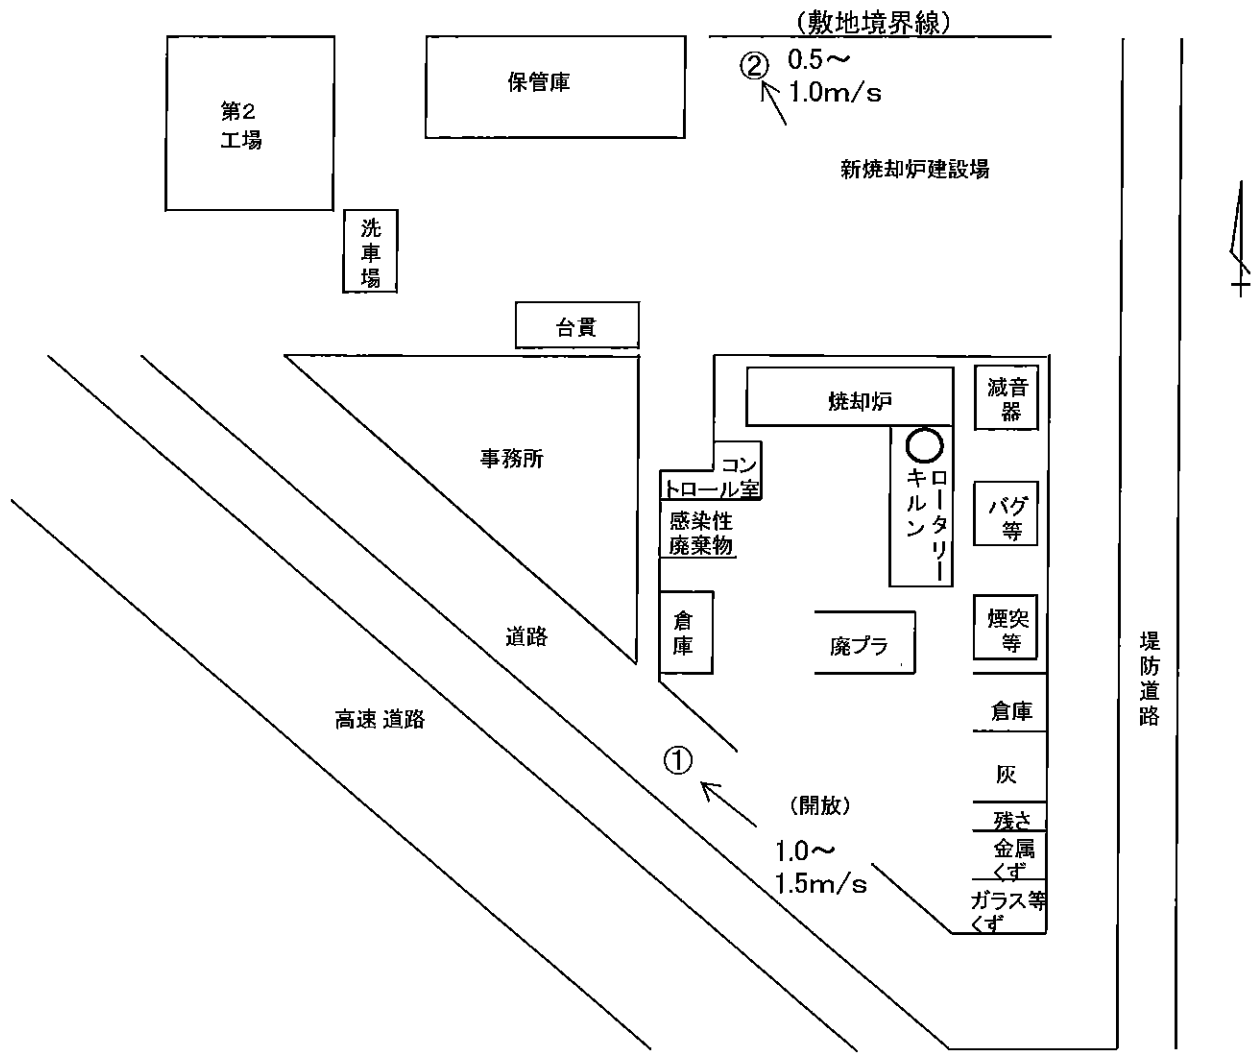 (敷地境界線)
② 0.5～
1.0m/s
保管庫
第2
工場
新焼却炉建設場
洗車場
台貫
焼却炉
減音
器
事務所
コン
トロール室
ロータリー
キルン
バグ
等
感染性
廃棄物
倉
庫
廃プラ
煙突
等
道路
堤防道路
倉庫
高速道路
①
灰
(開放)
残さ
1.0～
1.5m/s
金属
くず
ガラス等
くず